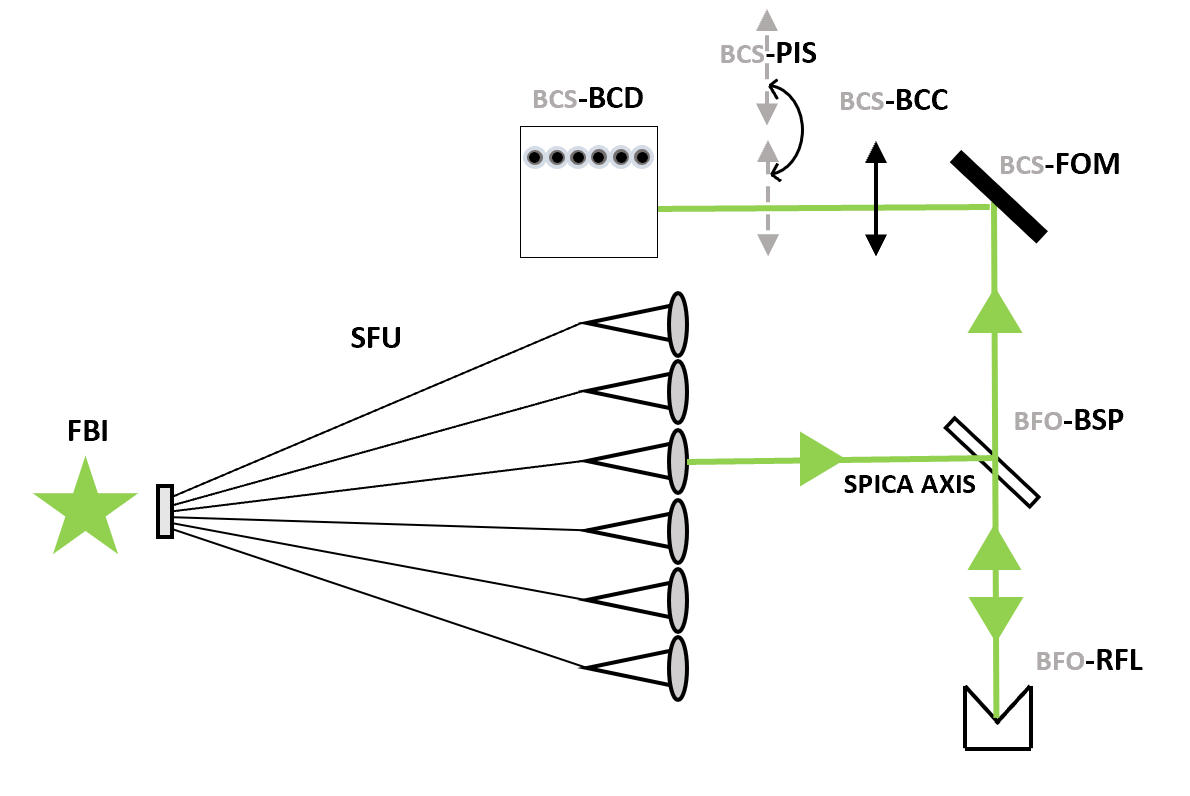 BCS-PIS
BCS-BCD
BCS-BCC
BCS-FOM
SFU
FBI
BFO-BSP
SPICA AXIS
BFO-RFL